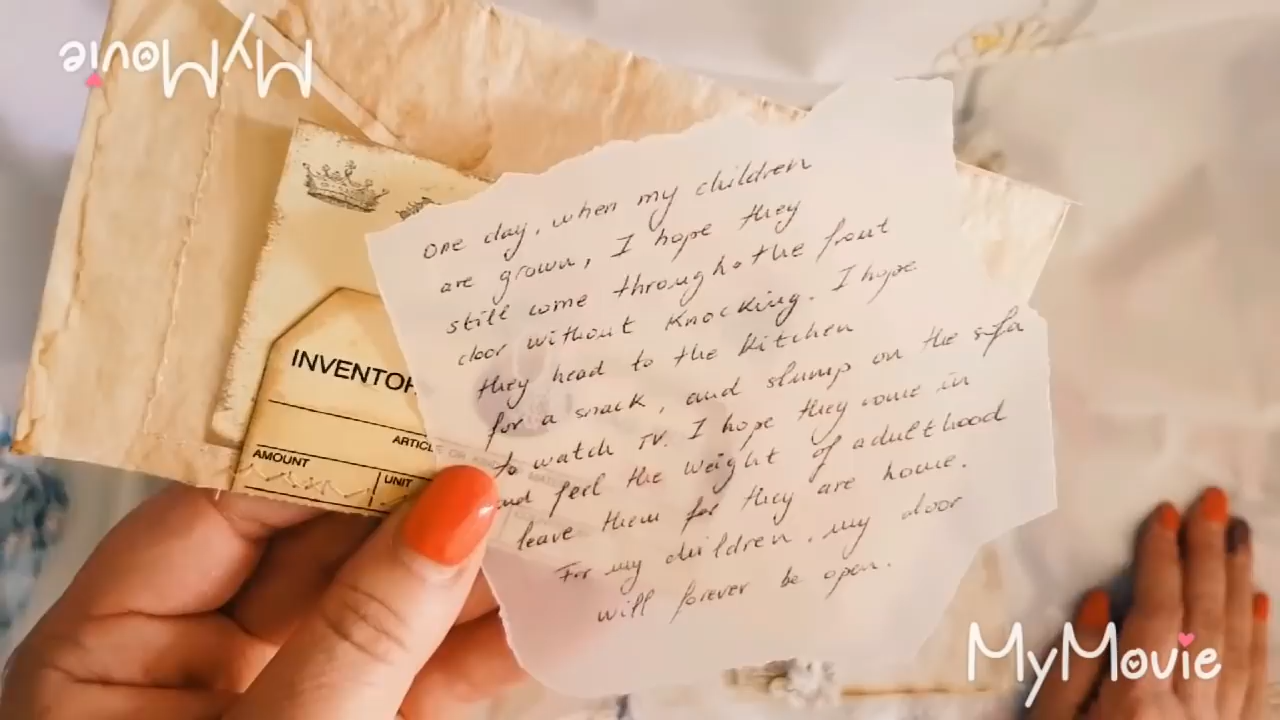 MyMovie
One day, when my children
are grown, I hope they
still come through the front
door without knocking. I hope
they head to the kitchen
for a snack, and slump on the sofa
to watch TV. I hope they come in
and feel the weight of adulthood
leave them for they are home.
For my children, my door
will forever be open.
INVENTOR
ARTICLE OR
AMOUNT
UNIT
MyMovie